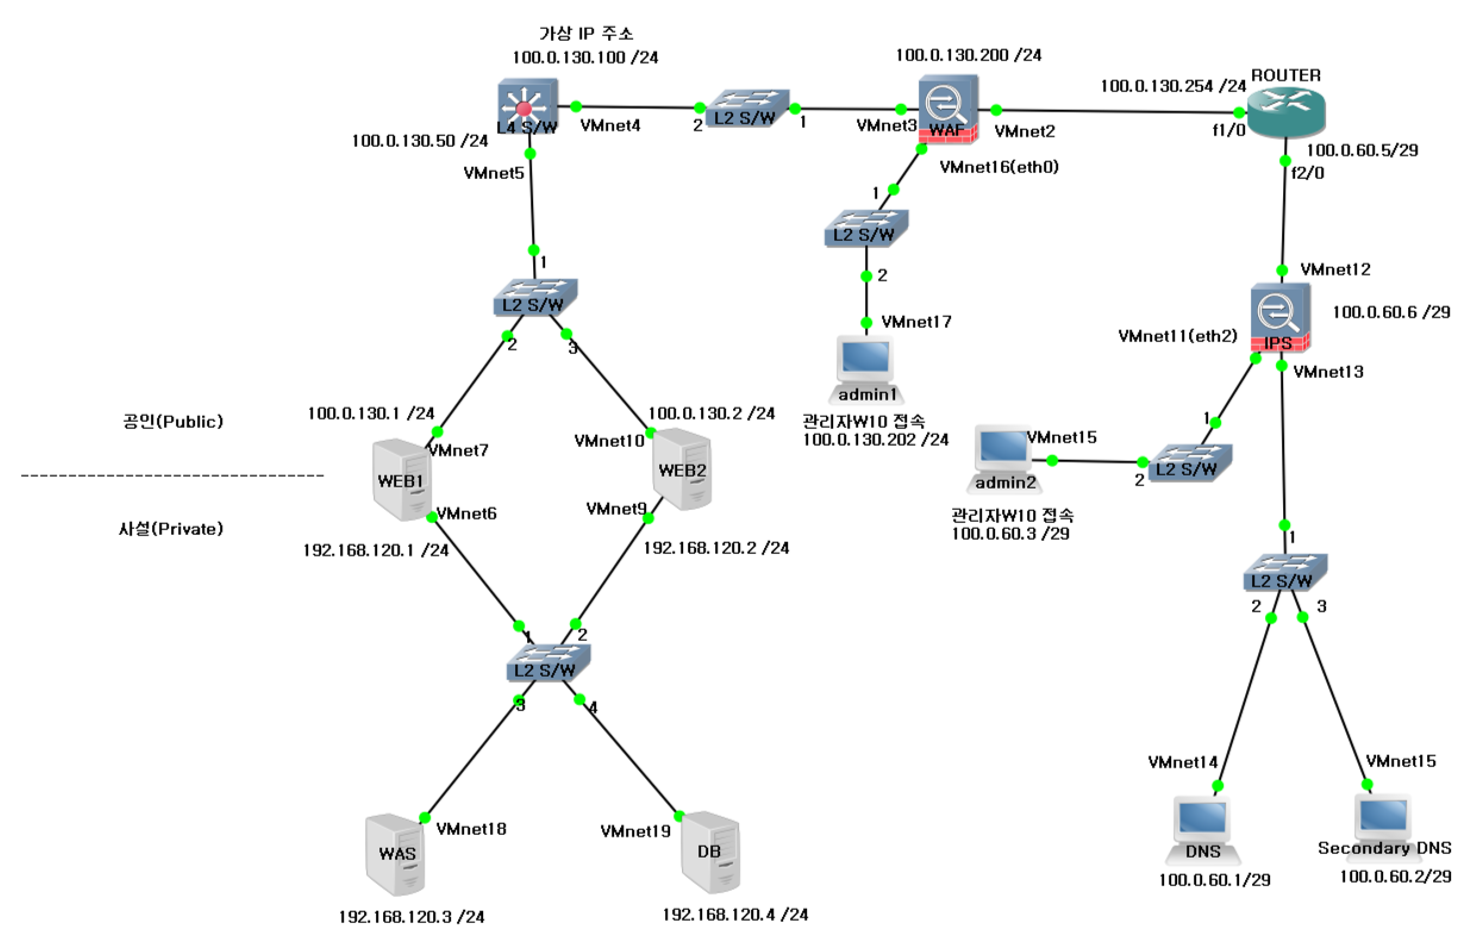 가상 IP 주소
100.0.130.100 /24
100.0.130.200 /24
ROUTER
100.0.130.254 /24
L4 S/W
VMnet4
2
L2 S/W
1
VMnet3
WAF
VMnet2
f1/0
100.0.130.50 /24
VMnet5
VMnet16(eth0)
100.0.60.5/29
f2/0
1
L2 S/W
2
VMnet17
admin1
관리자W10 접속
100.0.130.202 /24
1
L2 S/W
2
3
VMnet12
100.0.60.6 /29
VMnet11(eth2)
IPS
VMnet13
1
L2 S/W
2
VMnet15
admin2
관리자W10 접속
100.0.60.3 /29
공인(Public)
사설(Private)
100.0.130.1 /24
VMnet7
WEB1
VMnet6
192.168.120.1 /24
100.0.130.2 /24
VMnet10
WEB2
VMnet9
192.168.120.2 /24
1
2
L2 S/W
3
4
VMnet18
WAS
192.168.120.3 /24
VMnet19
DB
192.168.120.4 /24
1
L2 S/W
2
3
VMnet14
DNS
100.0.60.1/29
VMnet15
Secondary DNS
100.0.60.2/29